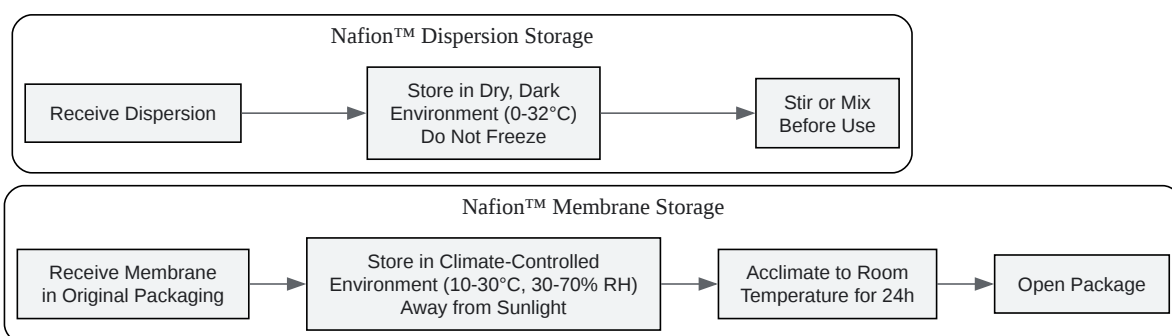 Nafion™ Dispersion Storage
Receive Dispersion
Store in Dry, Dark
Environment (0-32°C)
Do Not Freeze
Stir or Mix
Before Use
Nafion™ Membrane Storage
Receive Membrane
in Original Packaging
Store in Climate-Controlled
Environment (10-30°C, 30-70% RH)
Away from Sunlight
Acclimate to Room
Temperature for 24h
Open Package